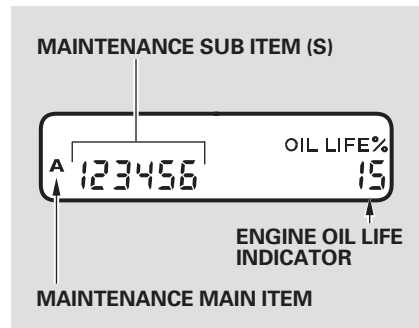 MAINTENANCE SUB ITEM (S)
OIL LIFE%
A 123456 15
ENGINE OIL LIFE
INDICATOR
MAINTENANCE MAIN ITEM